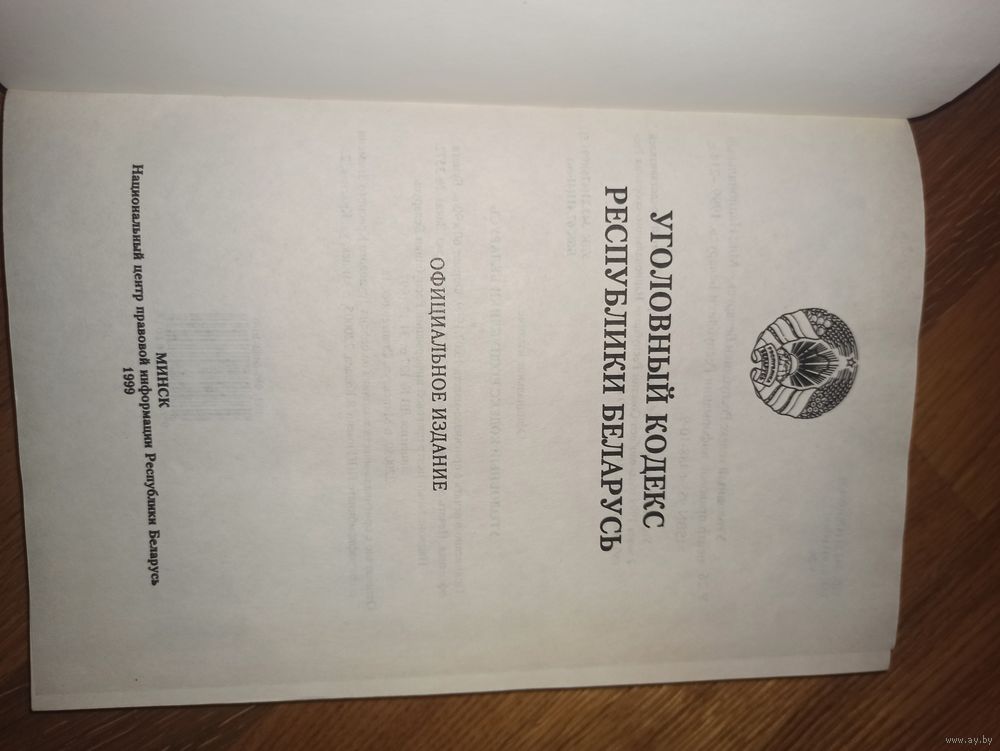 УГОЛОВНЫЙ КОДЕКС
РЕСПУБЛИКИ БЕЛАРУСЬ
ОФИЦИАЛЬНОЕ ИЗДАНИЕ
МИНСК
Национальный центр правовой информации Республики Беларусь
1999
www.ay.by